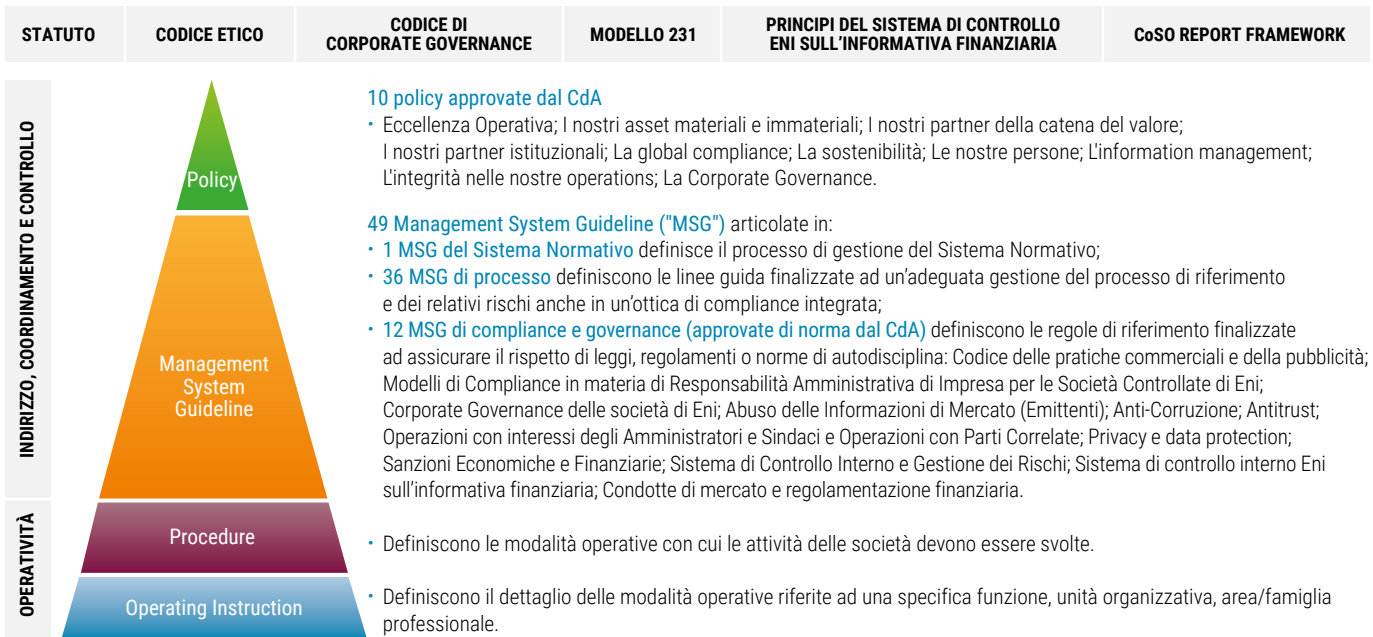 STATUTO
CODICE ETICO
CODICE DI
CORPORATE GOVERNANCE
MODELLO 231
PRINCIPI DEL SISTEMA DI CONTROLLO
ENI SULL'INFORMATIVA FINANZIARIA
CoSO REPORT FRAMEWORK
INDIRIZZO, COORDINAMENTO E CONTROLLO
Policy
10 policy approvate dal CdA
• Eccellenza Operativa; I nostri asset materiali e immateriali; I nostri partner della catena del valore;
I nostri partner istituzionali; La global compliance; La sostenibilità; Le nostre persone; L'information management;
L'integrità nelle nostre operations; La Corporate Governance.
Management
System
Guideline
49 Management System Guideline ("MSG") articolate in:
• 1 MSG del Sistema Normativo definisce il processo di gestione del Sistema Normativo;
• 36 MSG di processo definiscono le linee guida finalizzate ad un'adeguata gestione del processo di riferimento
e dei relativi rischi anche in un'ottica di compliance integrata;
• 12 MSG di compliance e governance (approvate di norma dal CdA) definiscono le regole di riferimento finalizzate
ad assicurare il rispetto di leggi, regolamenti o norme di autodisciplina: Codice delle pratiche commerciali e della pubblicità;
Modelli di Compliance in materia di Responsabilità Amministrativa di Impresa per le Società Controllate di Eni;
Corporate Governance delle società di Eni; Abuso delle Informazioni di Mercato (Emittenti); Anti-Corruzione; Antitrust;
Operazioni con interessi degli Amministratori e Sindaci e Operazioni con Parti Correlate; Privacy e data protection;
Sanzioni Economiche e Finanziarie; Sistema di Controllo Interno e Gestione dei Rischi; Sistema di controllo interno Eni
sull'informativa finanziaria; Condotte di mercato e regolamentazione finanziaria.
OPERATIVITÀ
Procedure
• Definiscono le modalità operative con cui le attività delle società devono essere svolte.
Operating Instruction
• Definiscono il dettaglio delle modalità operative riferite ad una specifica funzione, unità organizzativa, area/famiglia
professionale.